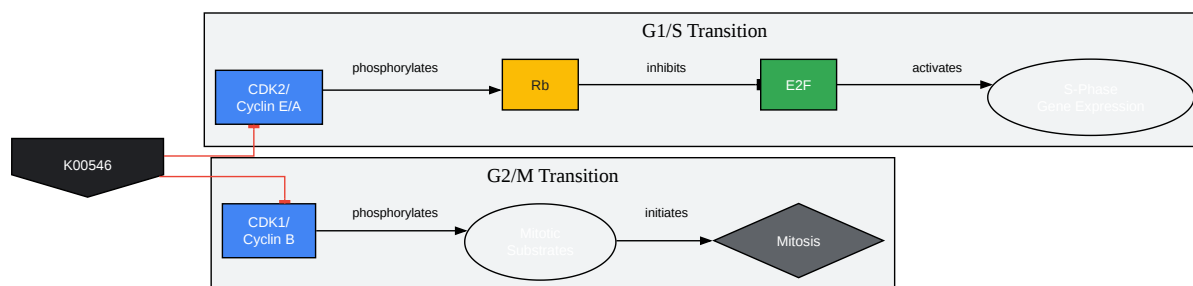 G1/S Transition
CDK2/
Cyclin E/A
phosphorylates
Rb
inhibits
E2F
activates
S-Phase
Gene Expression
K00546
G2/M Transition
CDK1/
Cyclin B
phosphorylates
Mitotic
Substrates
initiates
Mitosis